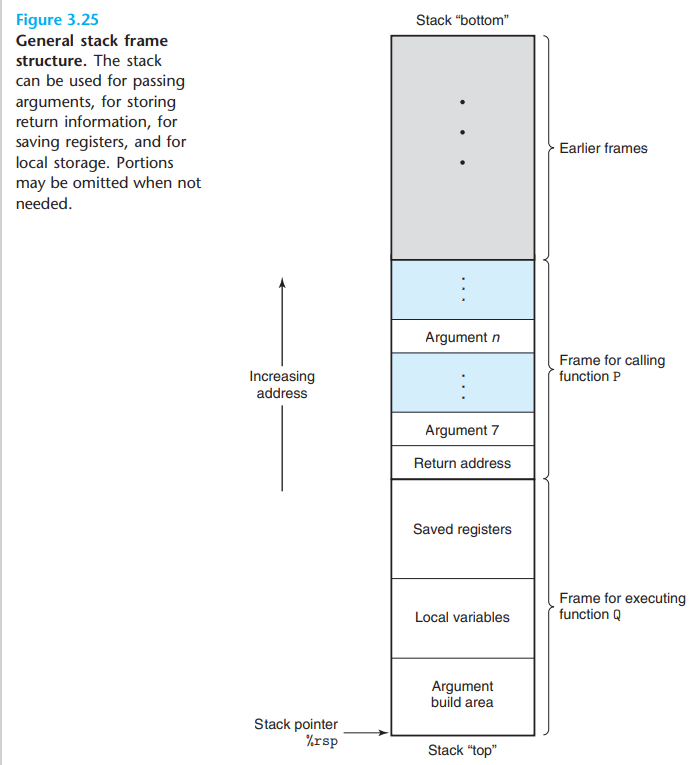 Figure 3.25
General stack frame
structure. The stack
can be used for passing
arguments, for storing
return information, for
saving registers, and for
local storage. Portions
may be omitted when not
needed.
Stack “bottom”
Earlier frames
Argument n
Frame for calling
function P
Increasing
address
Argument 7
Return address
Saved registers
Frame for executing
function Q
Local variables
Argument
build area
Stack pointer
%rsp
Stack “top”